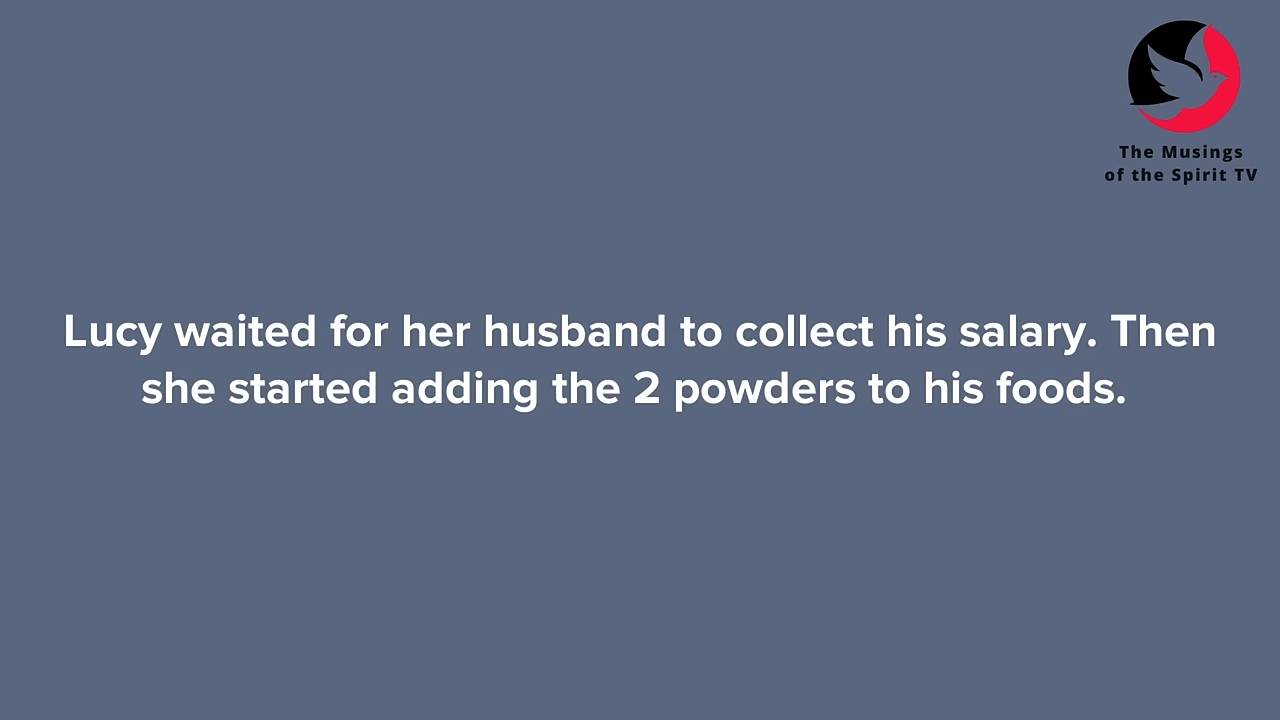 The Musings
of the Spirit TV
Lucy waited for her husband to collect his salary. Then
she started adding the 2 powders to his foods.